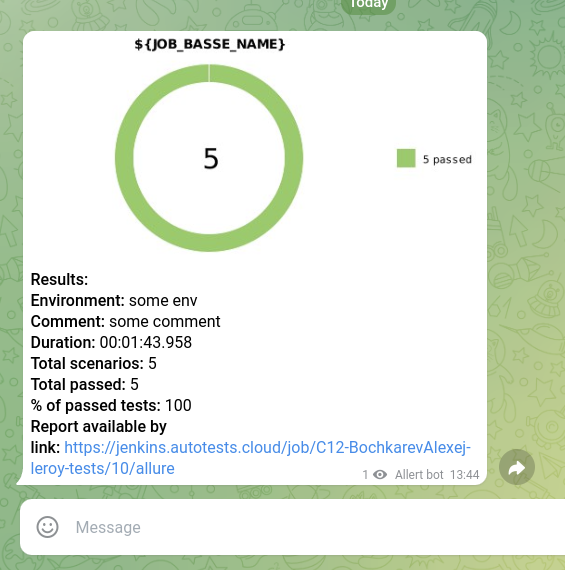 Today
${JOB_BASSE_NAME}
5
5 passed
Results:
Environment: some env
Comment: some comment
Duration: 00:01:43.958
Total scenarios: 5
Total passed: 5
% of passed tests: 100
Report available by
link: https://jenkins.autotests.cloud/job/C12-BochkarevAlexej-
leroy-tests/10/allure
1 Allert bot 13:44
Message